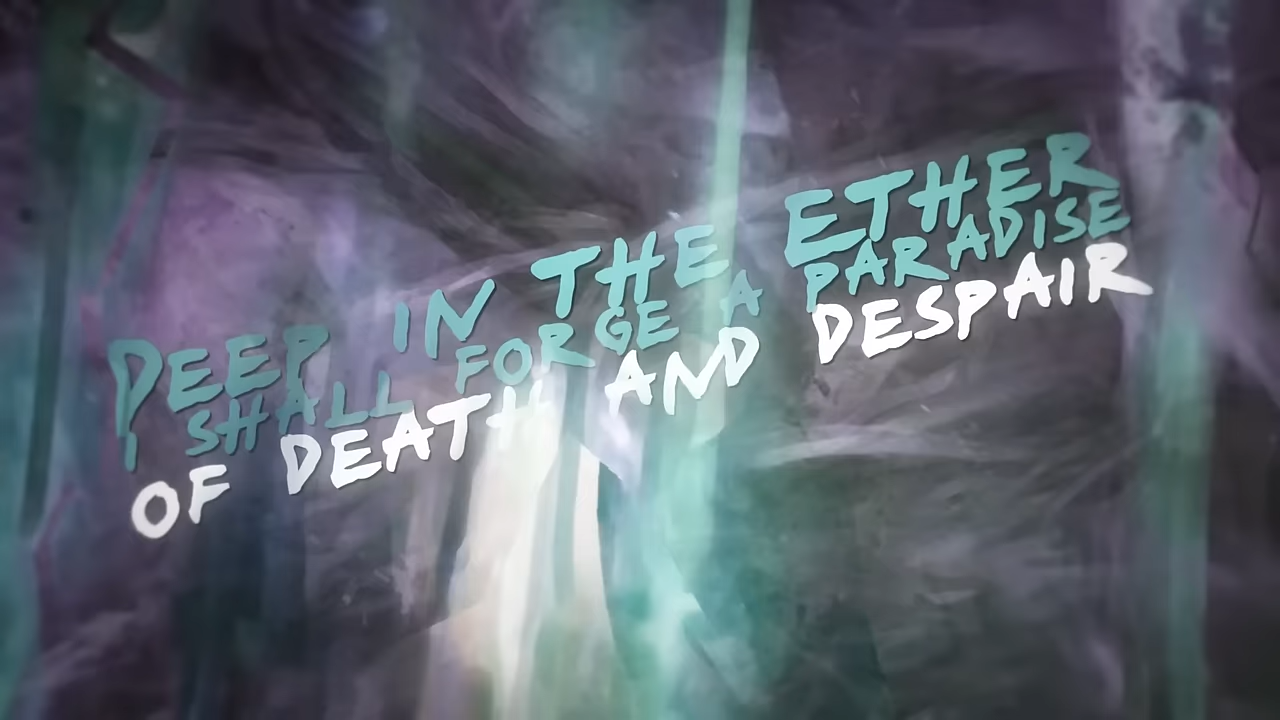 DEEP IN THE ETHER
I SHALL FORGE A PARADISE
OF DEATH AND DESPAIR